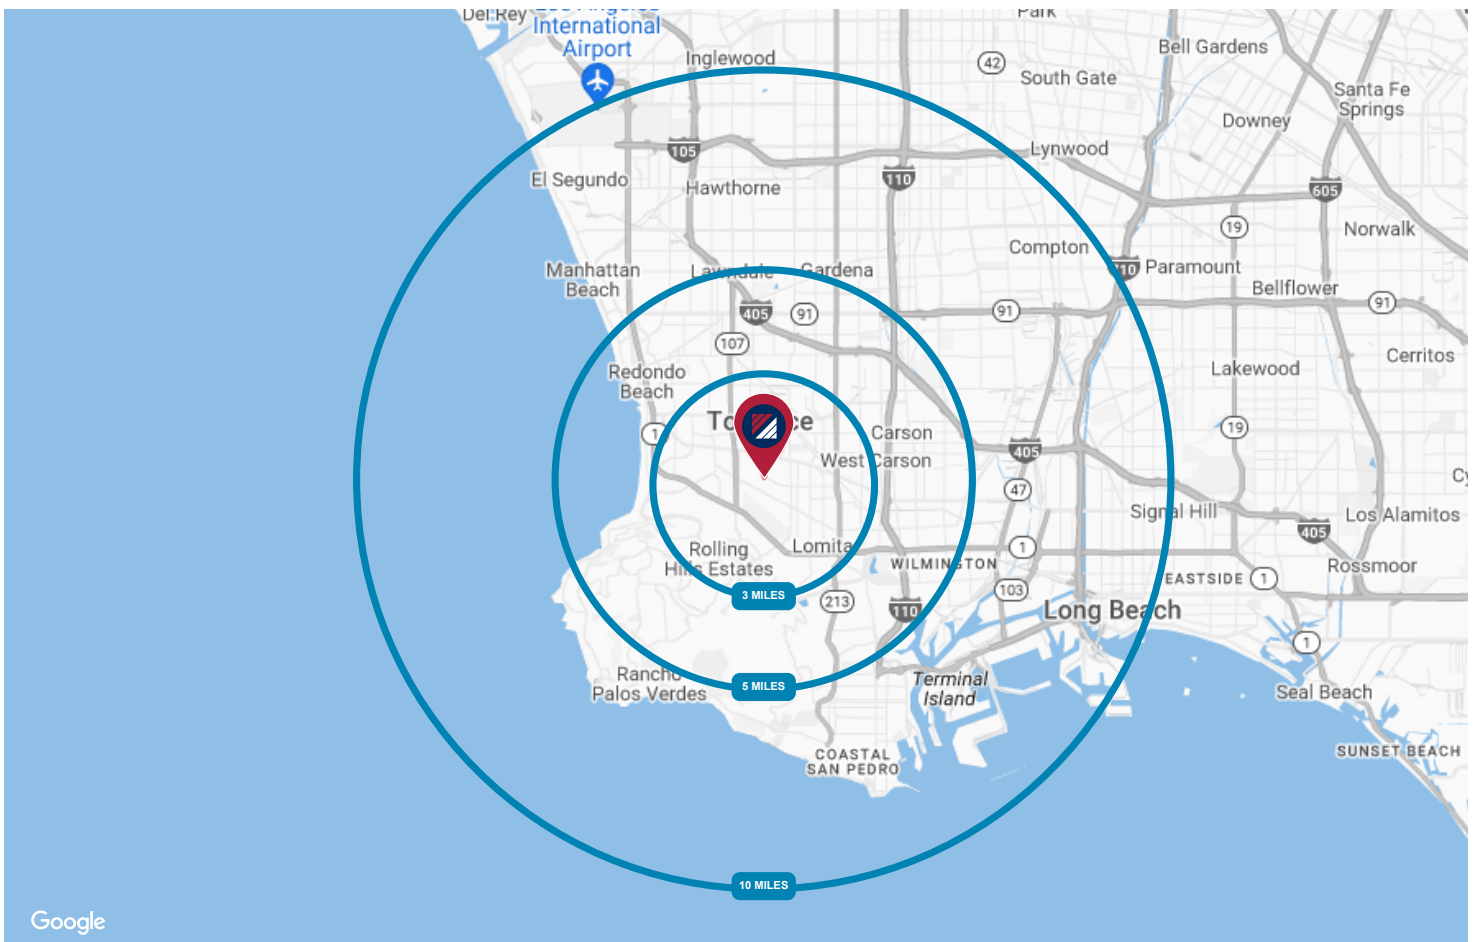 Del Rey
Los Angeles
International
Airport
Park
Inglewood
42
South Gate
Bell Gardens
Santa Fe
Springs
Downey
105
Lynwood
El Segundo
Hawthorne
110
605
19
Norwalk
Compton
Manhattan
Beach
Lawndale
Gardena
Paramount
Bellflower
405
91
91
91
107
Redondo
Beach
Lakewood
Cerritos
1
Carson
West Carson
405
19
47
Signal Hill
Los Alamitos
405
Rolling
Hills Estates
Lomita
WILMINGTON
1
Rossmoor
EASTSIDE
1
3 MILES
213
110
103
Long Beach
1
Rancho
Palos Verdes
5 MILES
Terminal
Island
Seal Beach
COASTAL
SAN PEDRO
SUNSET BEACH
10 MILES
Google